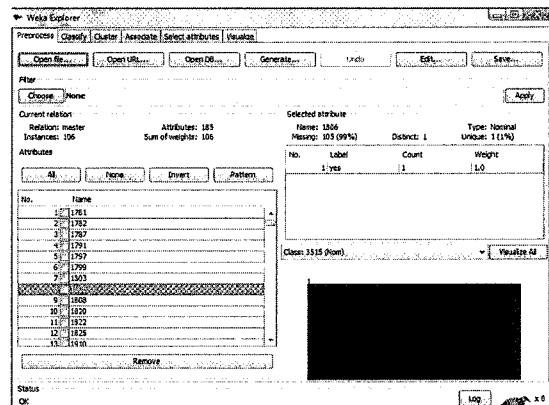 Weka Explorer
Preprocess Classify Cluster Associate Select attributes Visualize
Open file... Open URL... Open DB... Generate... Undo Edit... Save...
Filter
Choose None Apply
Current relation
Relation: master Attributes: 185
Instances: 106 Sum of weights: 106
Selected attribute
Name: 1806 Type: Nominal
Missing: 105 (99%) Distinct: 1 Unique: 1 (1%)
Attributes
All None Invert Pattern
No. Name
1 1781
2 1782
3 1787
4 1791
5 1797
6 1799
7 1803
9 1808
10 1820
11 1822
12 1825
13 1910
Remove
No. Label Count Weight
1 yes 1 1.0
Class: 3515 (Nom) Visualize All
1
Status
OK Log x 0